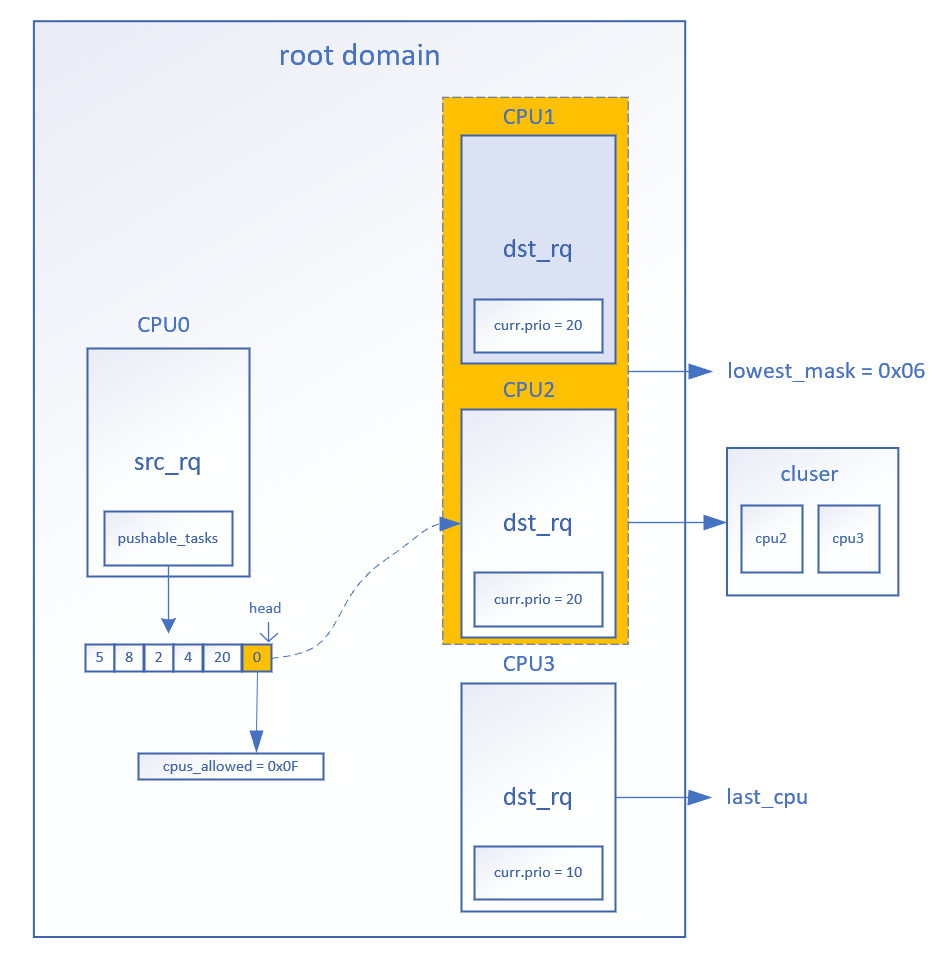 root domain
CPU1
dst_rq
curr.prio = 20
CPU0
src_rq
pushable_tasks
head
5 8 2 4 20 0
cpus_allowed = 0x0F
CPU2
dst_rq
curr.prio = 20
CPU3
dst_rq
curr.prio = 10
lowest_mask = 0x06
cluser
cpu2 cpu3
last_cpu